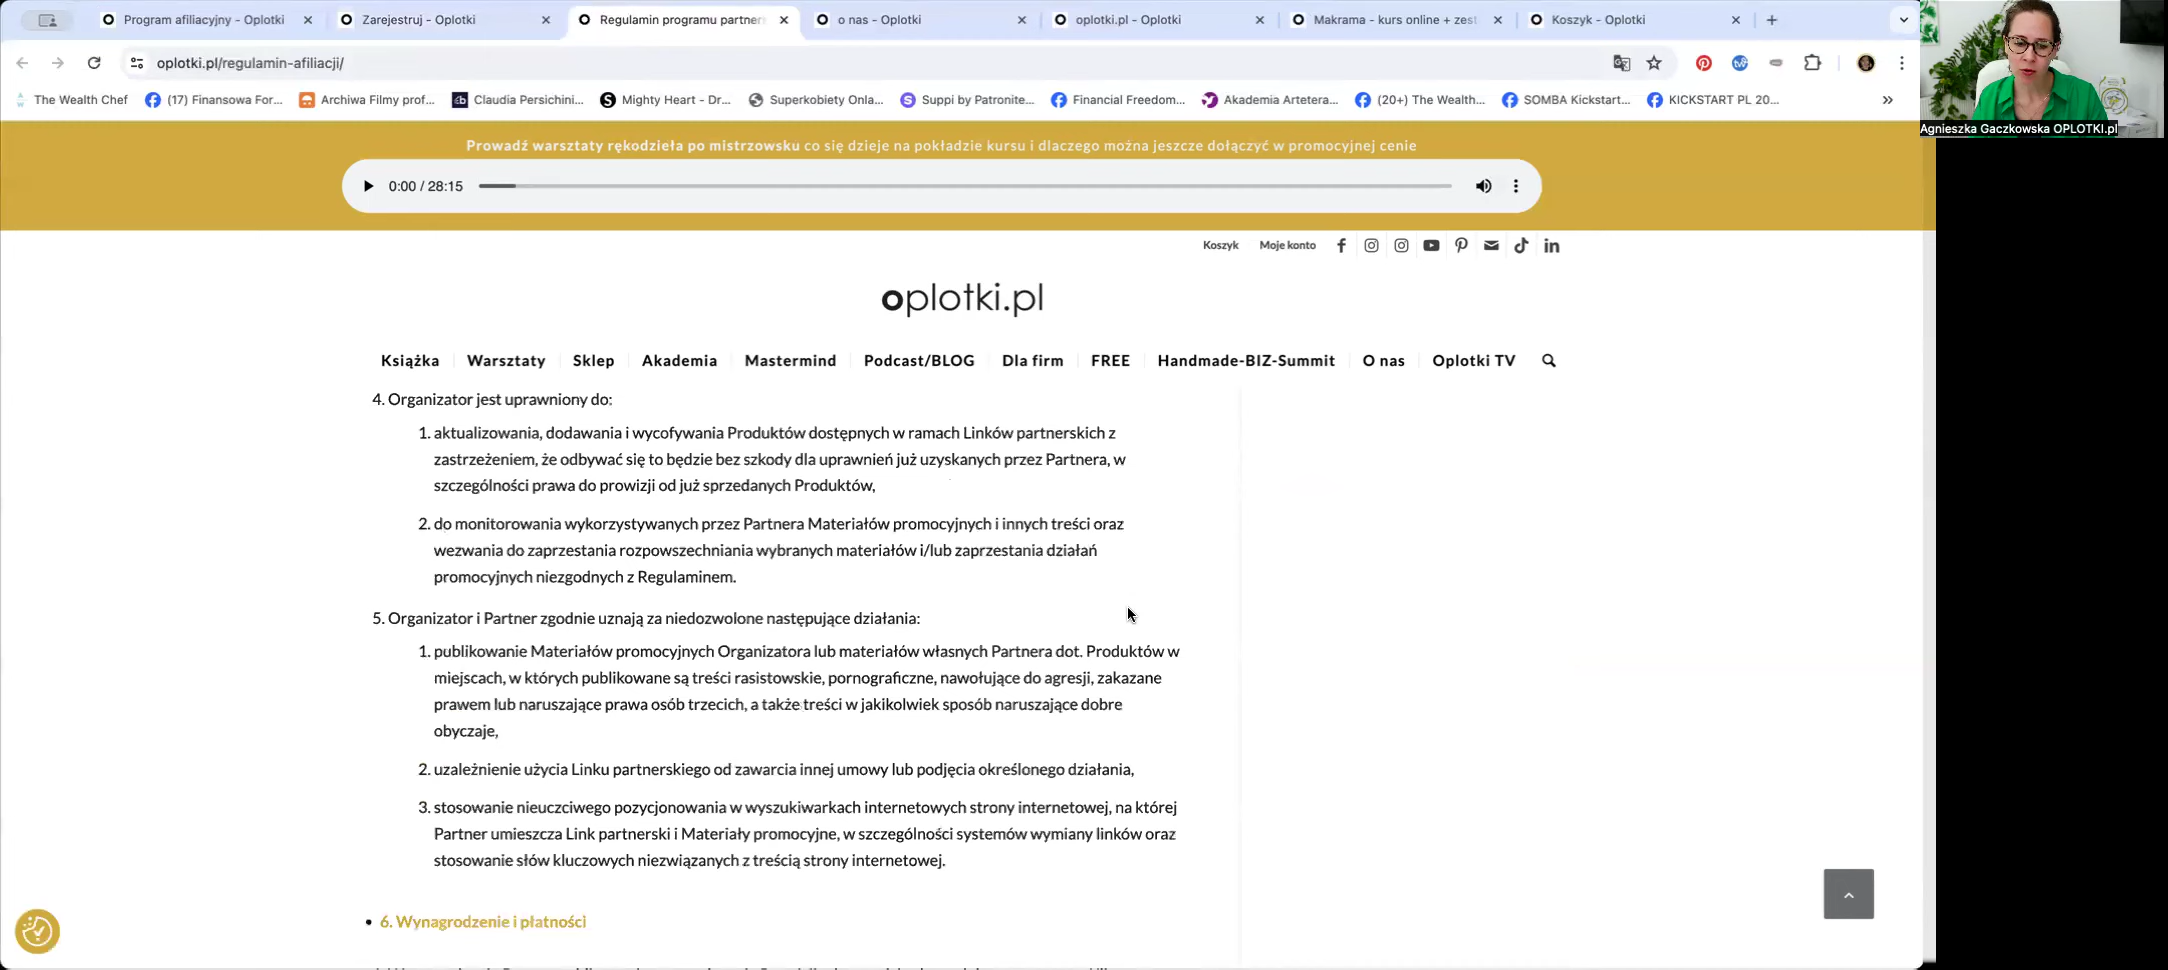 Program afiliacyjny - Oplotki
Zarejestruj - Oplotki
Regulamin programu partner
o nas - Oplotki
oplotki.pl - Oplotki
Makrama - kurs online + zest
Koszyk - Oplotki
oplotki.pl/regulamin-afiliacji/
The Wealth Chef
(17) Finansowa For...
Archiwa Filmy prof...
Claudia Persichini...
Mighty Heart - Dr...
Superkobiety Onla...
Suppi by Patronite...
Financial Freedom...
Akademia Artetera...
(20+) The Wealth...
SOMBA Kickstart...
KICKSTART PL 20...
Agnieszka Gaczkowska OPLOTKI.pl
Prowadź warsztaty rękodzieła po mistrzowsku co się dzieje na pokładzie kursu i dlaczego można jeszcze dołączyć w promocyjnej cenie
0:00 / 28:15
Koszyk
Moje konto
oplotki.pl
Książka
Warsztaty
Sklep
Akademia
Mastermind
Podcast/BLOG
Dla firm
FREE
Handmade-BIZ-Summit
O nas
Oplotki TV
4. Organizator jest uprawniony do:
1. aktualizowania, dodawania i wycofywania Produktów dostępnych w ramach Linków partnerskich z
zastrzeżeniem, że odbywać się to będzie bez szkody dla uprawnień już uzyskanych przez Partnera, w
szczególności prawa do prowizji od już sprzedanych Produktów,
2. do monitorowania wykorzystywanych przez Partnera Materiałów promocyjnych i innych treści oraz
wezwania do zaprzestania rozpowszechniania wybranych materiałów i/lub zaprzestania działań
promocyjnych niezgodnych z Regulaminem.
5. Organizator i Partner zgodnie uznają za niedozwolone następujące działania:
1. publikowanie Materiałów promocyjnych Organizatora lub materiałów własnych Partnera dot. Produktów w
miejscach, w których publikowane są treści rasistowskie, pornograficzne, nawołujące do agresji, zakazane
prawem lub naruszające prawa osób trzecich, a także treści w jakikolwiek sposób naruszające dobre
obyczaje,
2. uzależnienie użycia Linku partnerskiego od zawarcia innej umowy lub podjęcia określonego działania,
3. stosowanie nieuczciwego pozycjonowania w wyszukiwarkach internetowych strony internetowej, na której
Partner umieszcza Link partnerski i Materiały promocyjne, w szczególności systemów wymiany linków oraz
stosowanie słów kluczowych niezwiązanych z treścią strony internetowej.
• 6. Wynagrodzenie i płatności